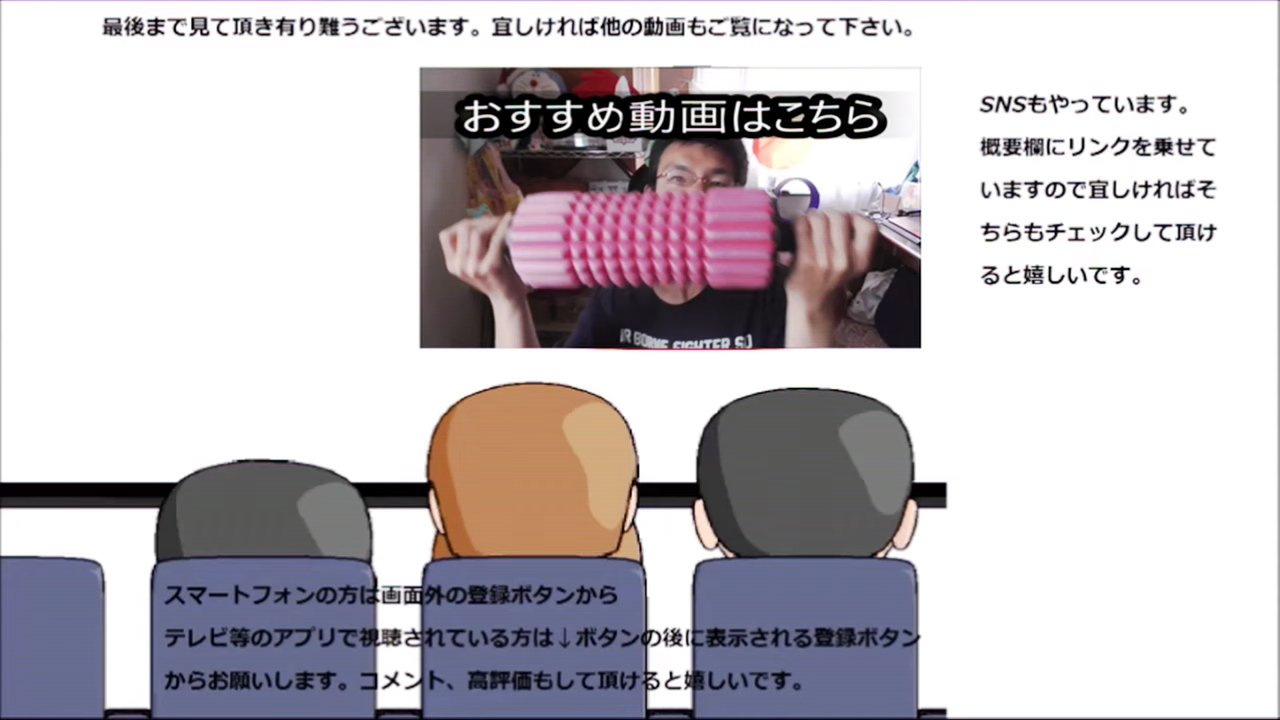 最後まで見て頂き有り難うございます。宜しければ他の動画もご覧になって下さい。
おすすめ動画はこちら
SNSもやっています。
概要欄にリンクを乗せて
いますので宜しければそ
ちらもチェックして頂け
ると嬉しいです。
スマートフォンの方は画面外の登録ボタンから
テレビ等のアプリで視聴されている方は↓ボタンの後に表示される登録ボタン
からお願いします。コメント、高評価もして頂けると嬉しいです。